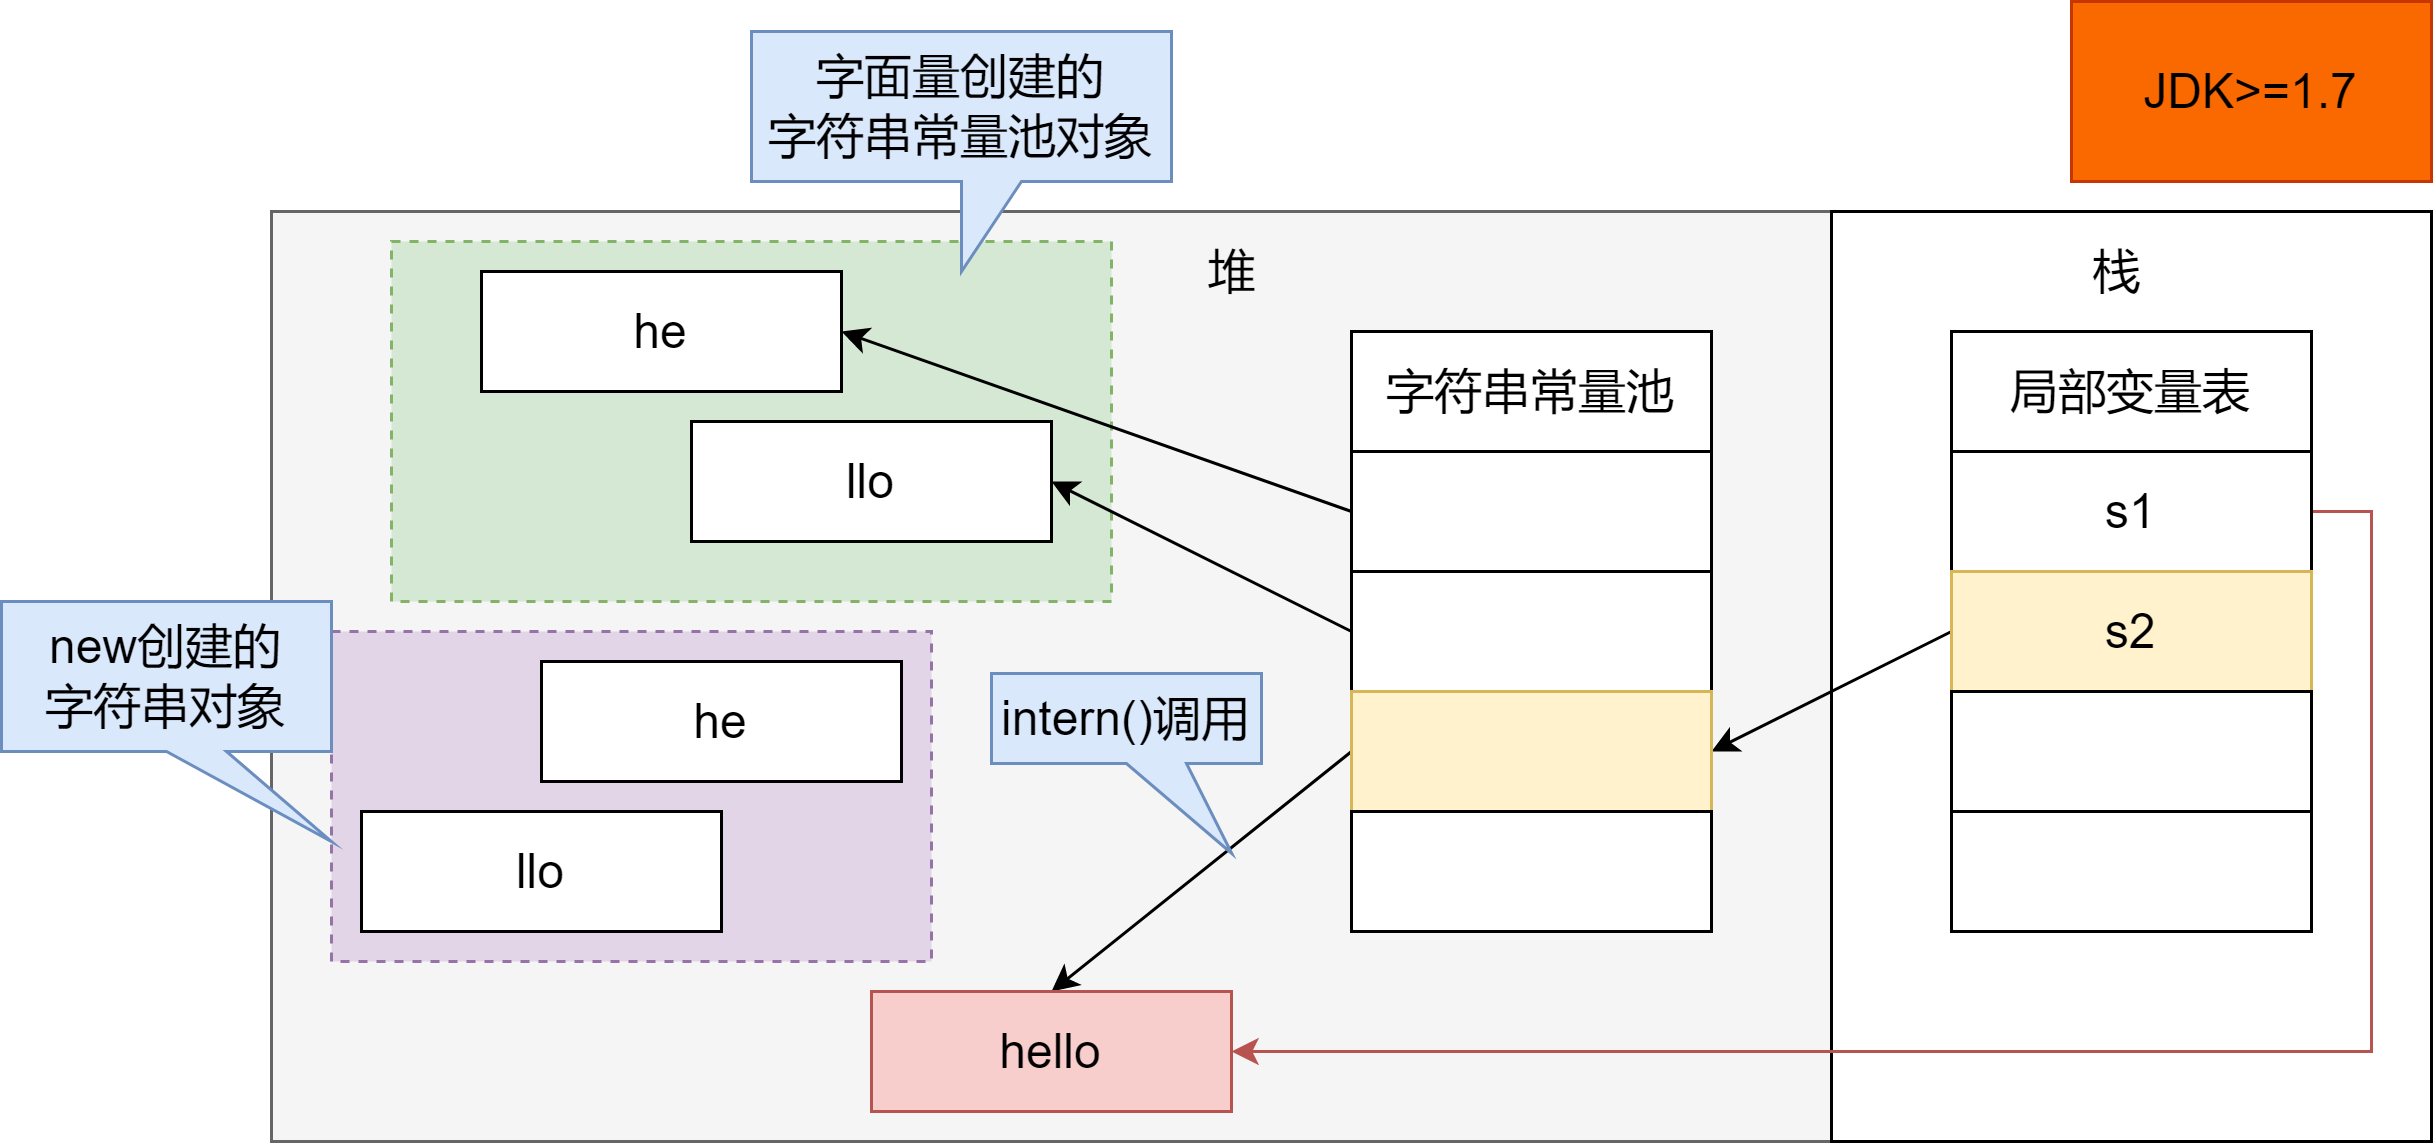 字面量创建的
字符串常量池对象
JDK>=1.7
堆
栈
he
字符串常量池
局部变量表
llo
s1
new创建的
字符串对象
s2
he
intern()调用
llo
hello